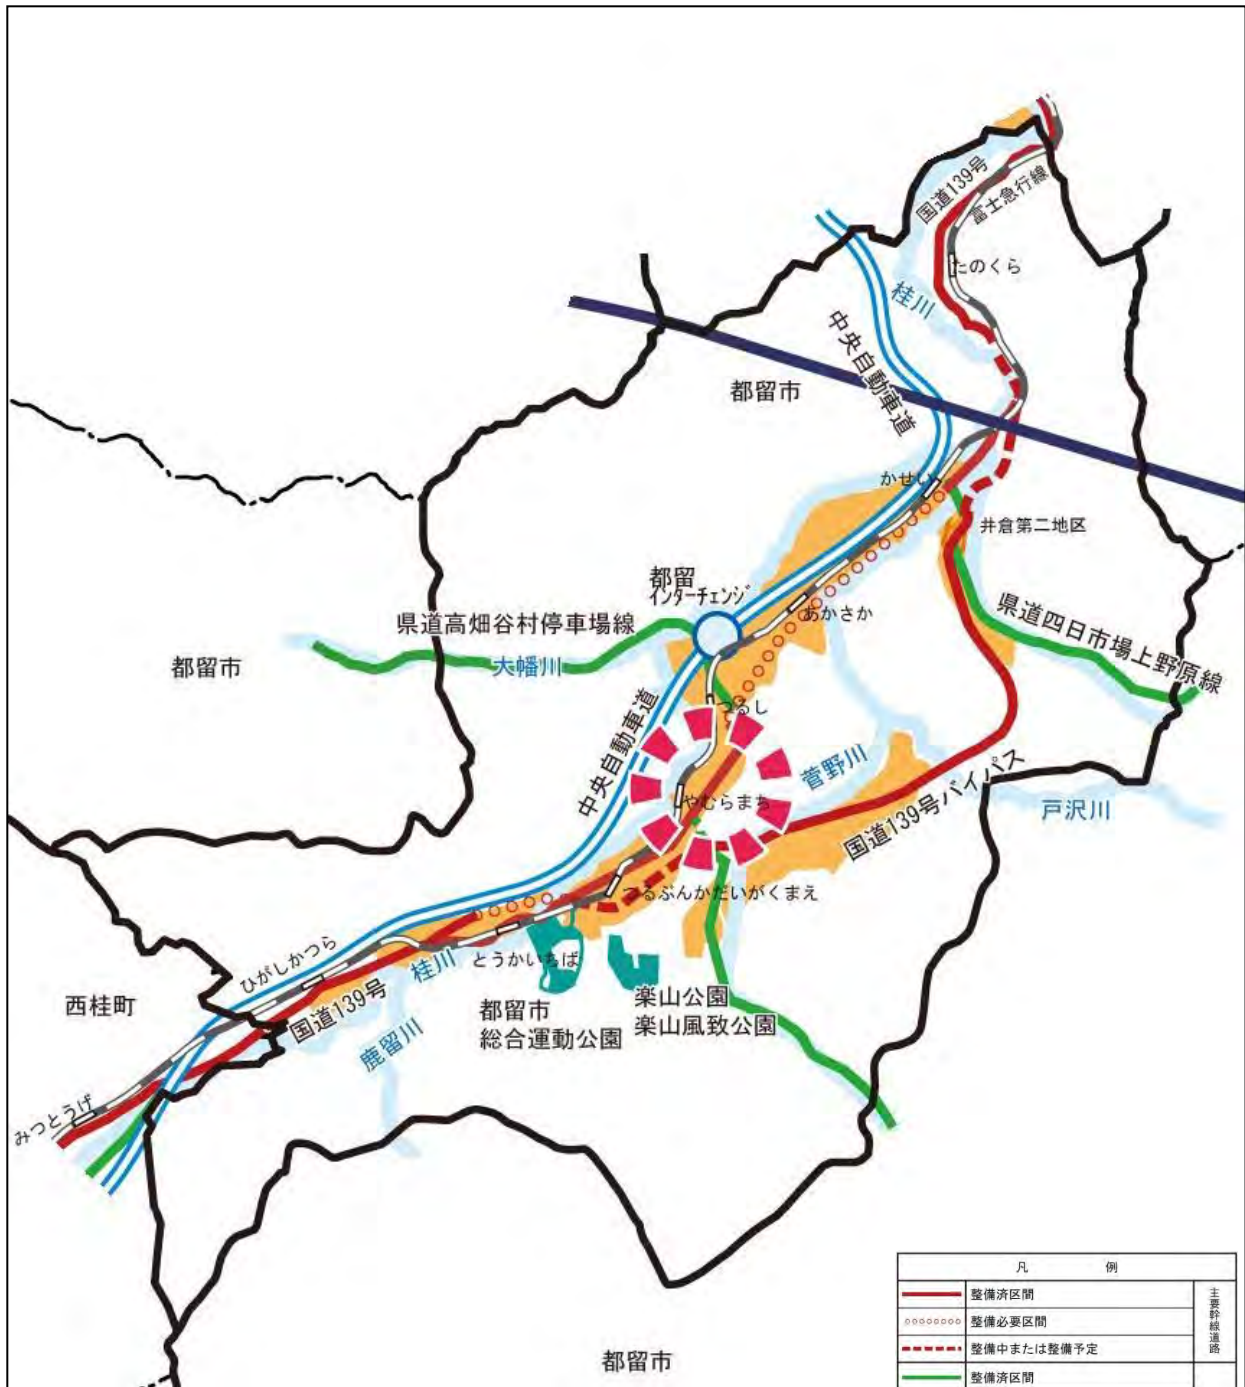 国道139号
富士急行線
たのくら
桂川
中央自動車道
都留市
かせい
井倉第二地区
都留
インターチェンジ
あかさか
県道高畑谷村停車場線
県道四日市場上野原線
大幡川
都留市
つるし
中央自動車道
菅野川
やむらまち
国道139号バイパス
戸沢川
つるぶんかだいがくまえ
ひがしかつら
桂川
とうかいちば
西桂町
国道139号
都留市
総合運動公園
楽山公園
楽山風致公園
鹿留川
みつとうげ
都留市
凡例
整備済区間
整備必要区間
整備中または整備予定
主要幹線道路
整備済区間